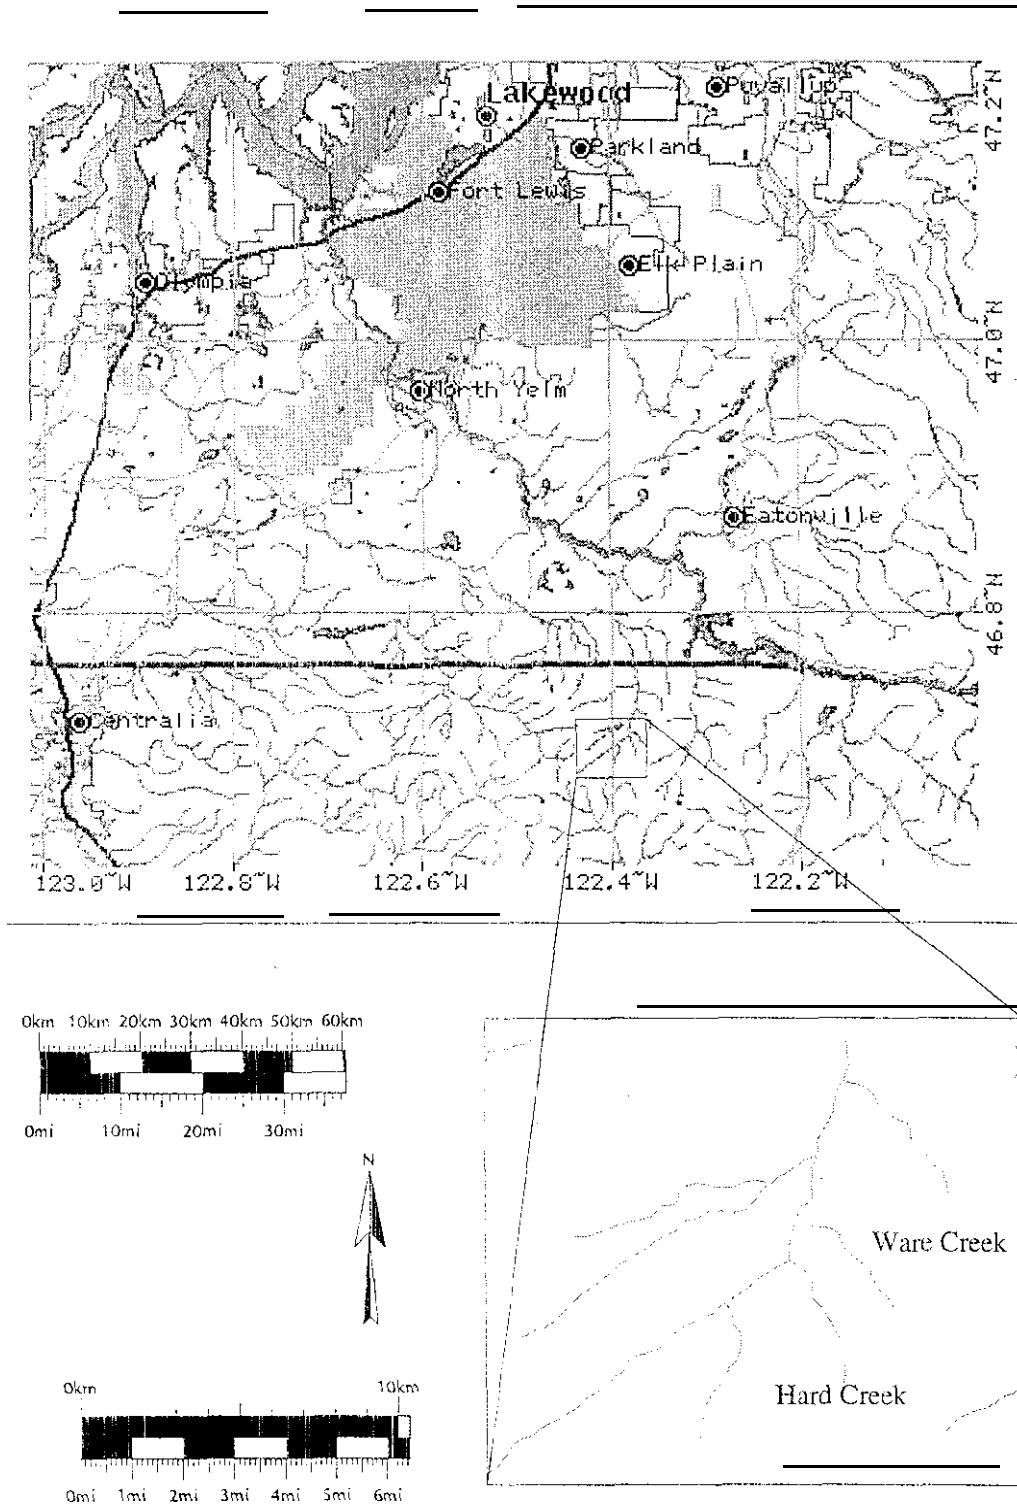 Lakewood
Puyallup
Parkland
Fort Lewis
Elk Plain
Olympia
North Yelm
Eatonville
Centralia
47.2~N
47.0~N
46.8~N
123.0~W 122.8~W 122.6~W 122.4~W 122.2~W
0km 10km 20km 30km 40km 50km 60km
0mi 10mi 20mi 30mi
N
Ware Creek
Hard Creek
0km 10km
0mi 1mi 2mi 3mi 4mi 5mi 6mi